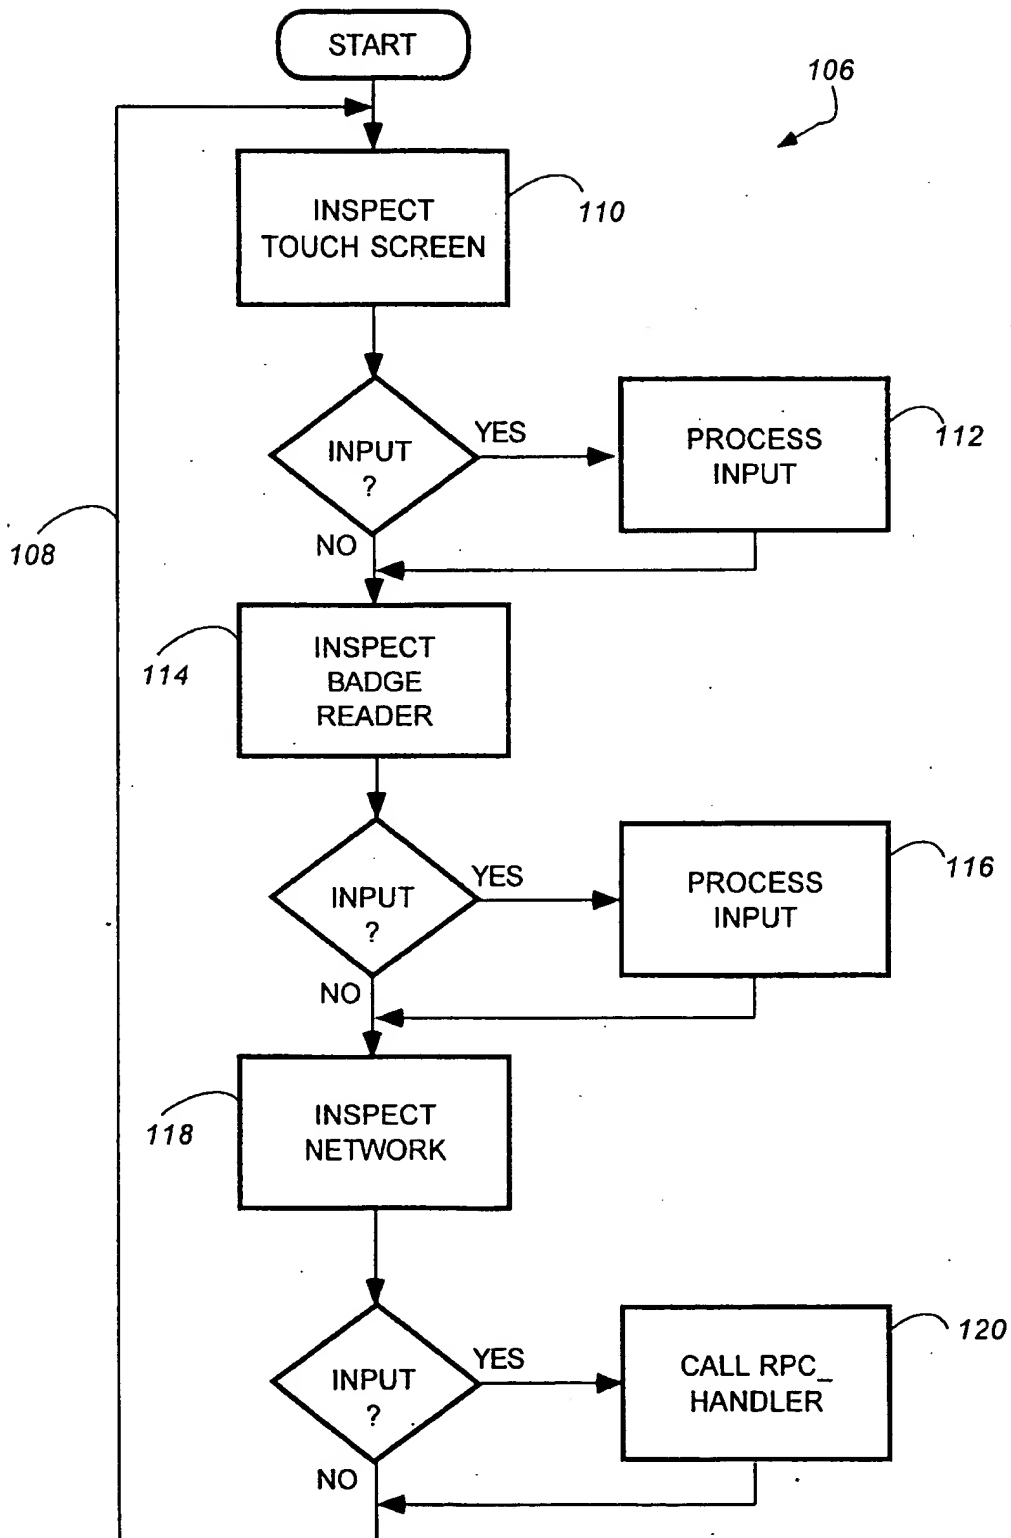 START
106
INSPECT
TOUCH SCREEN
110
INPUT
?
YES
PROCESS
INPUT
112
NO
108
INSPECT
BADGE
READER
114
INPUT
?
YES
PROCESS
INPUT
116
NO
INSPECT
NETWORK
118
INPUT
?
YES
CALL RPC_
HANDLER
120
NO